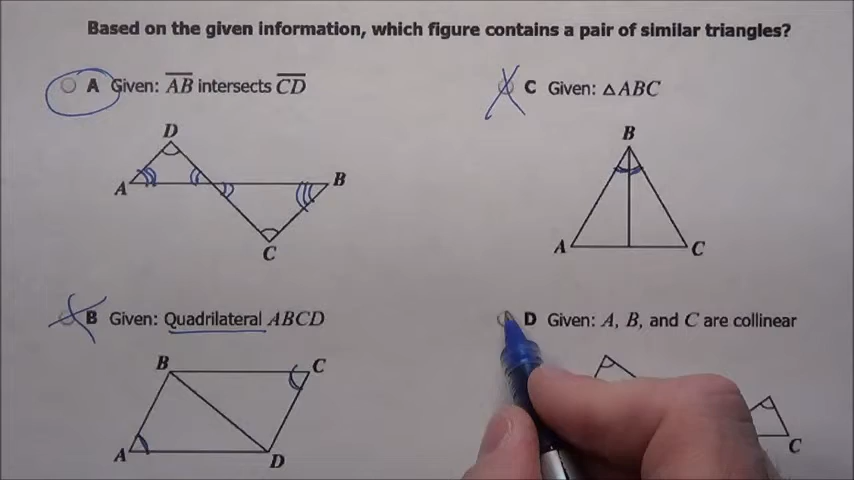 Based on the given information, which figure contains a pair of similar triangles?
A Given: AB intersects CD
D
A
B
C
B Given: Quadrilateral ABCD
B
C
A
D
C Given: △ABC
B
A
C
D Given: A, B, and C are collinear
C